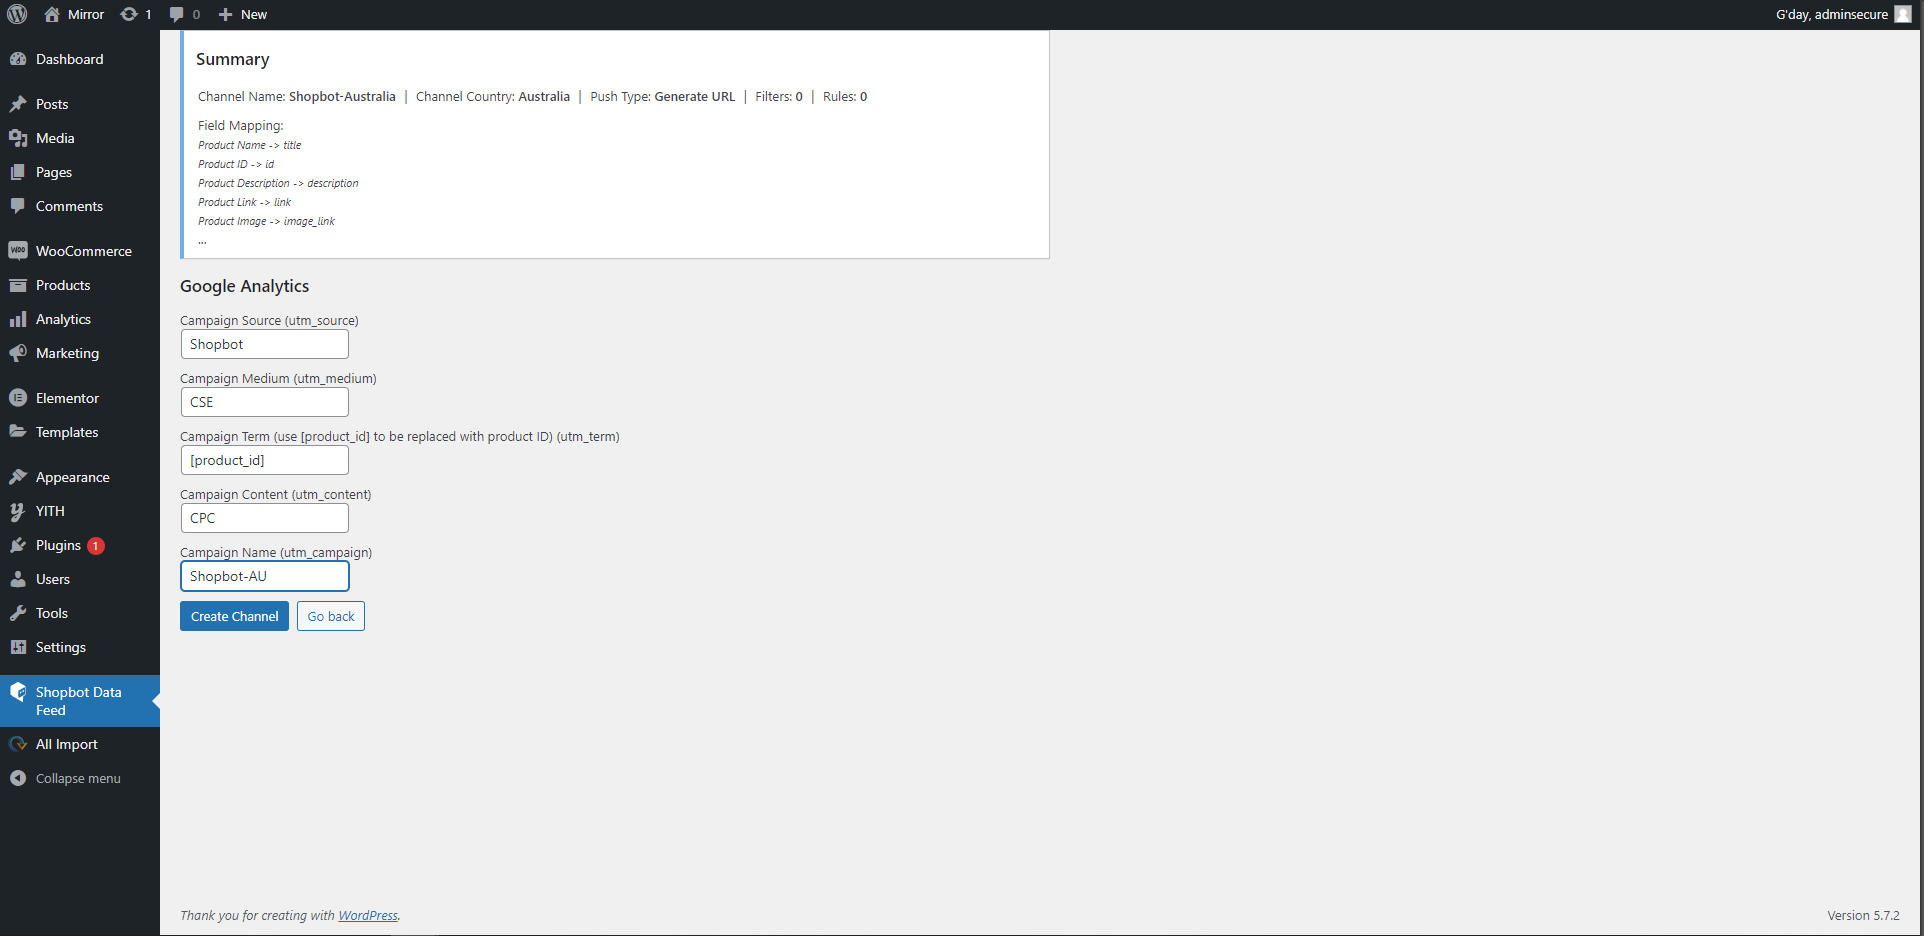 Mirror 1 0 New G'day, adminsecure
Dashboard
Posts
Media
Pages
Comments
WOO WooCommerce
Products
Analytics
Marketing
Elementor
Templates
Appearance
YITH
Plugins 1
Users
Tools
Settings
Shopbot Data
Feed
All Import
Collapse menu
Summary
Channel Name: Shopbot-Australia | Channel Country: Australia | Push Type: Generate URL | Filters: 0 | Rules: 0
Field Mapping:
Product Name -> title
Product ID -> id
Product Description -> description
Product Link -> link
Product Image -> image_link
...
Google Analytics
Campaign Source (utm_source)
Shopbot
Campaign Medium (utm_medium)
CSE
Campaign Term (use [product_id] to be replaced with product ID) (utm_term)
[product_id]
Campaign Content (utm_content)
CPC
Campaign Name (utm_campaign)
Shopbot-AU
Create Channel Go back
Thank you for creating with WordPress. Version 5.7.2